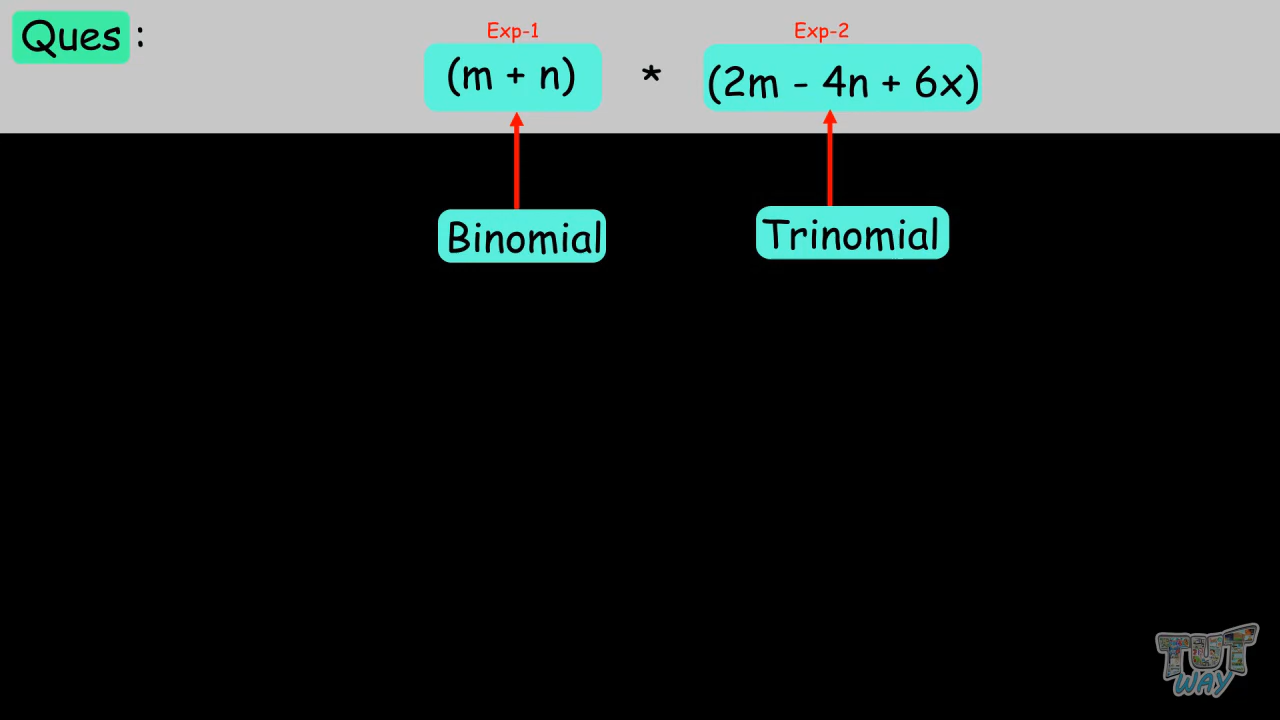 Ques :
Exp-1 Exp-2
(m + n) * (2m - 4n + 6x)
Binomial Trinomial
TUT
WAY